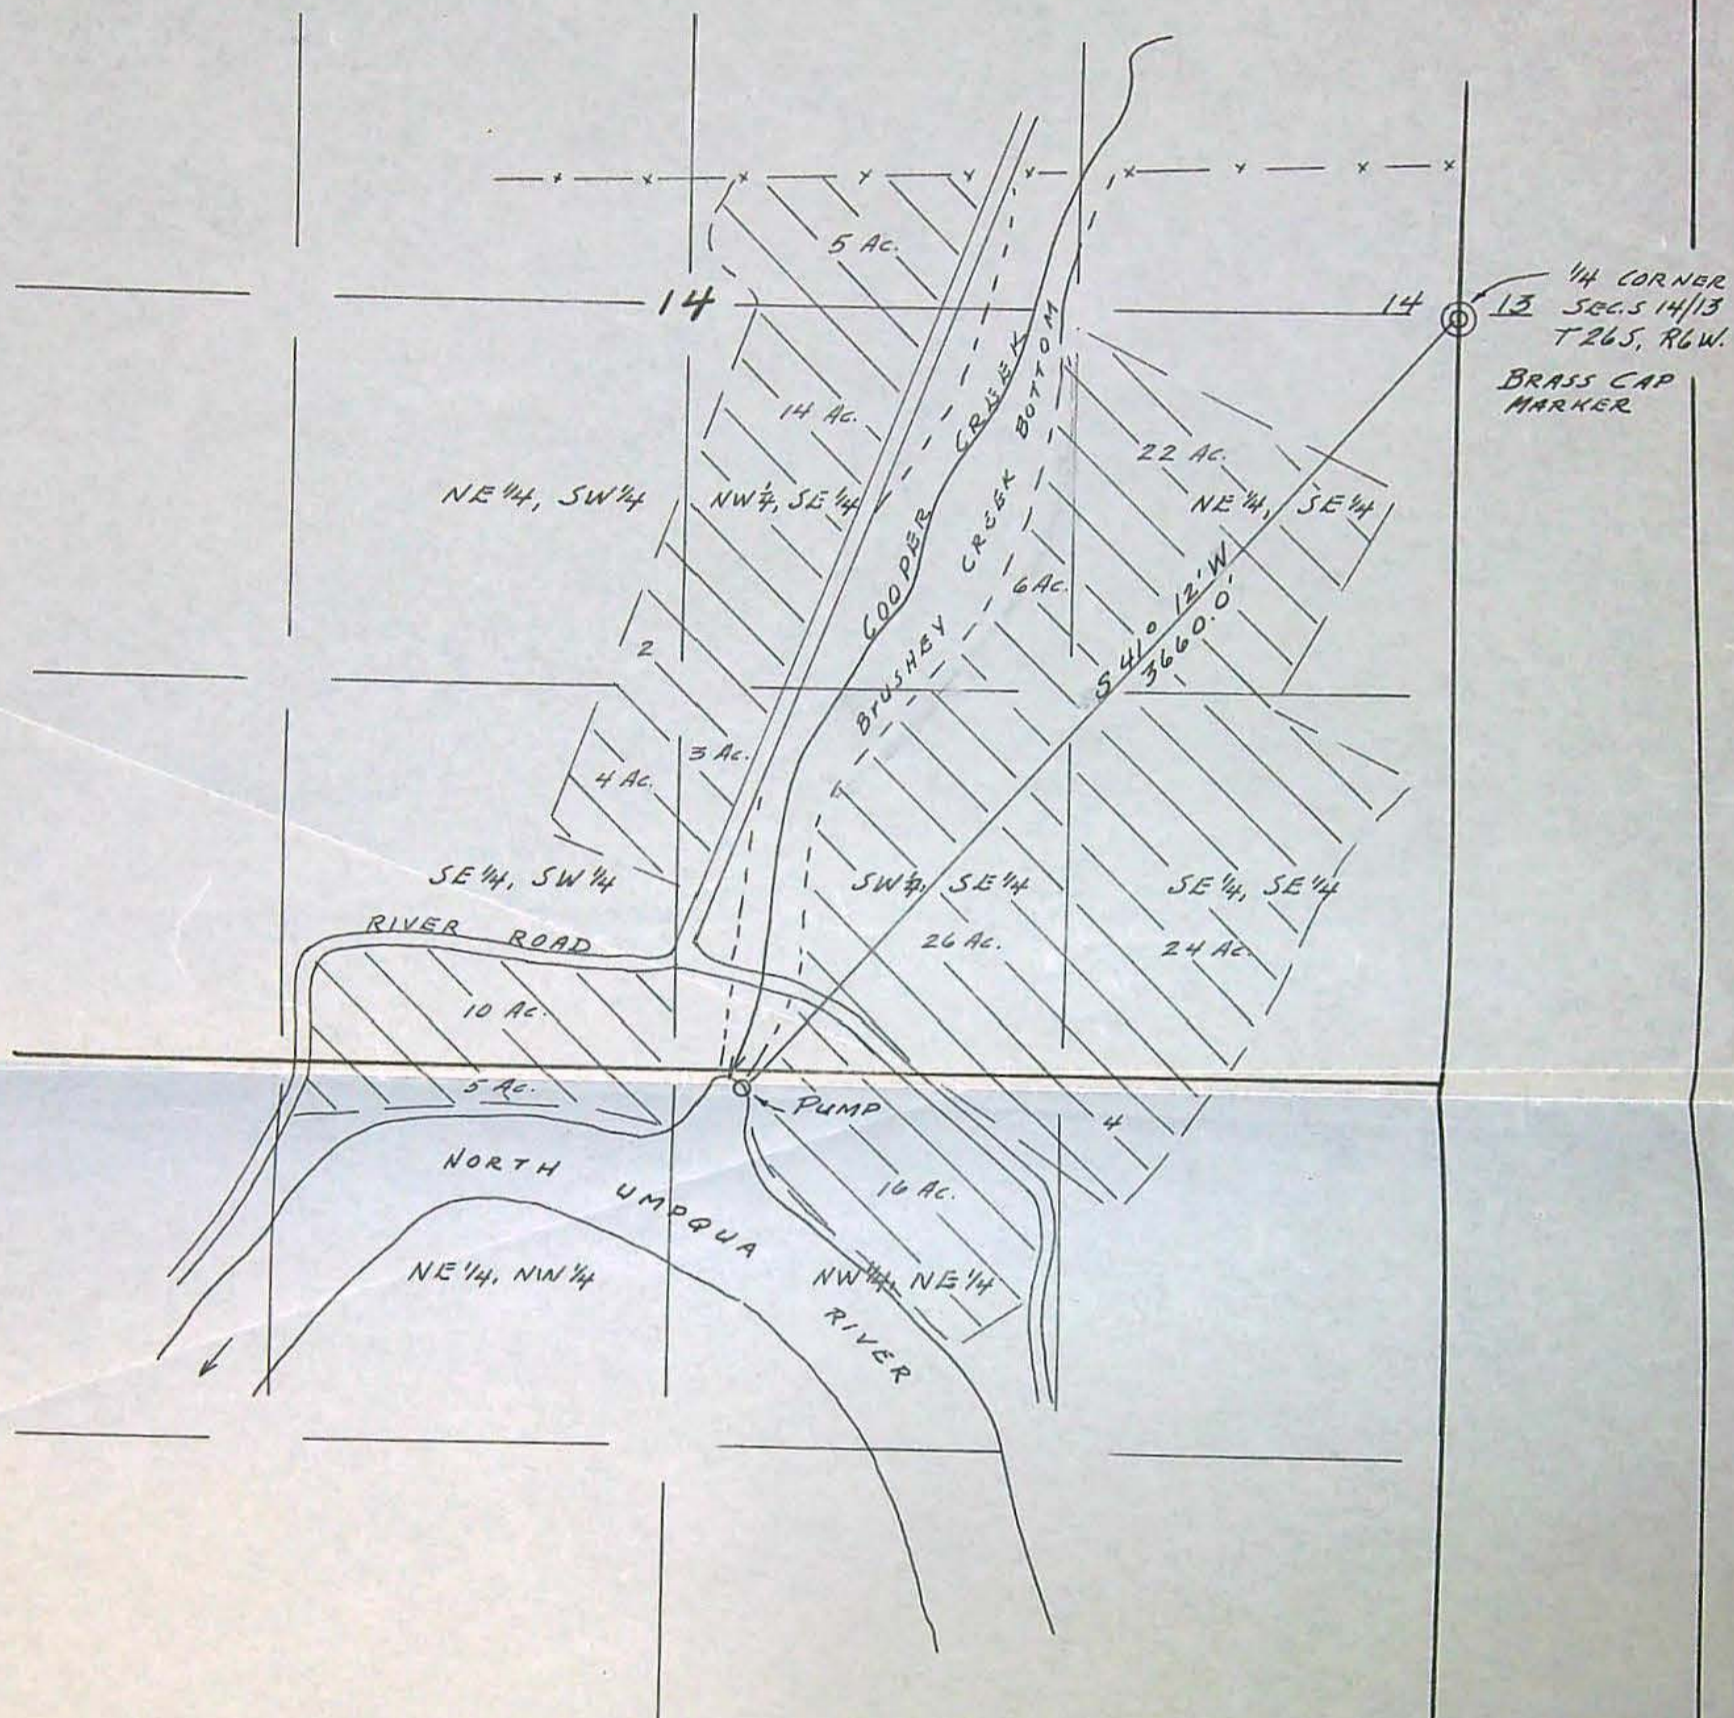 5 Ac.
14
14
13
1/4 CORNER
SEC.S 14/13
T26S, R6W.
BRASS CAP
MARKER
14 Ac.
22 Ac.
NE 1/4, SW 1/4
NW 1/4, SE 1/4
NE 1/4, SE 1/4
COOPER CREEK
BRUSHEY CREEK BOTTOM
6 Ac.
S 41° 12' W
3660.0'
2
3 Ac.
4 Ac.
SE 1/4, SW 1/4
SW 1/4, SE 1/4
SE 1/4, SE 1/4
RIVER ROAD
26 Ac.
24 Ac.
10 Ac.
5 Ac.
PUMP
4
NORTH UMPQUA RIVER
16 Ac.
NE 1/4, NW 1/4
NW 1/4, NE 1/4